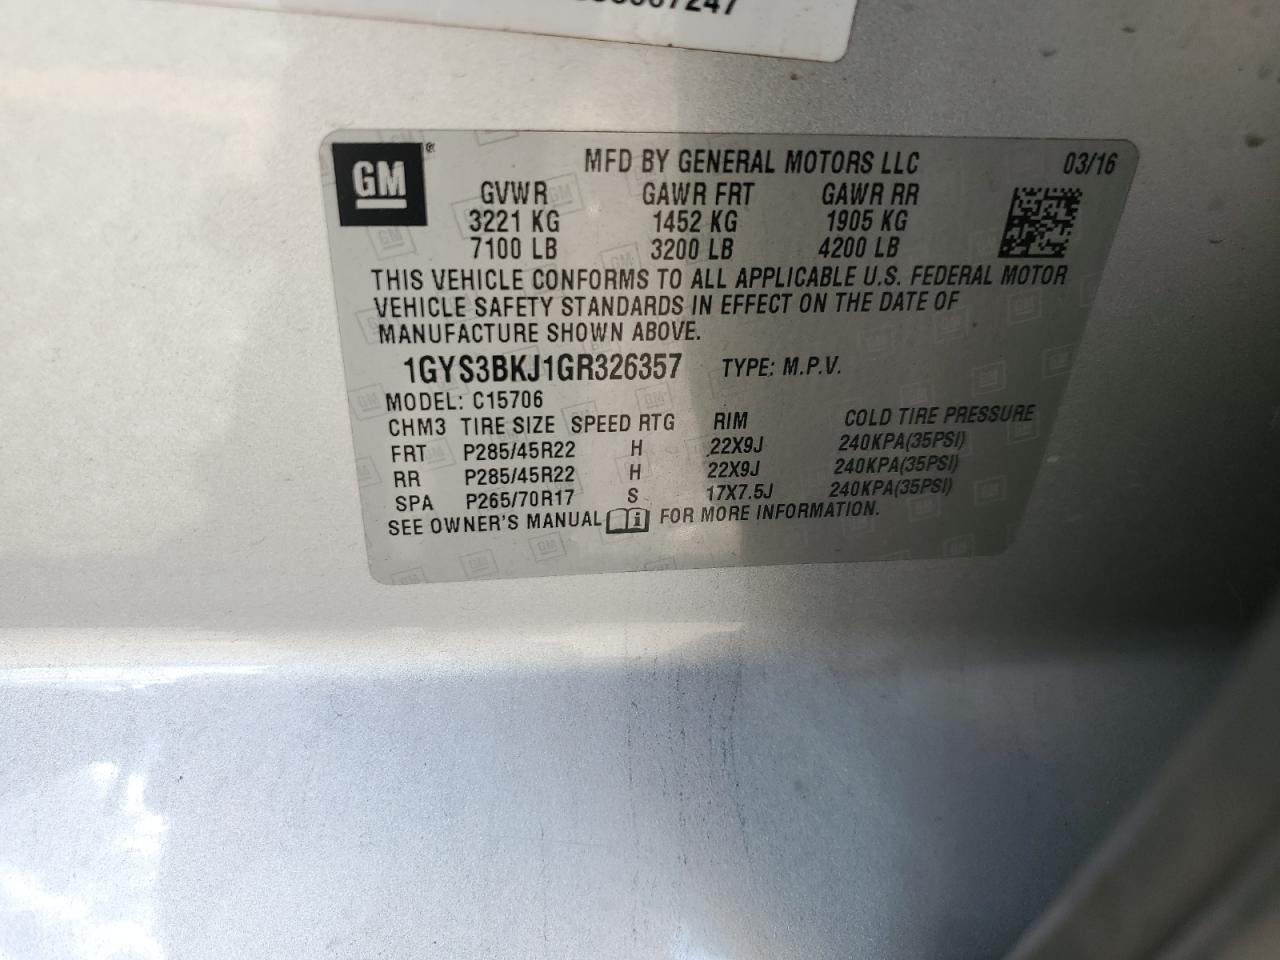 7247
GM®
MFD BY GENERAL MOTORS LLC 03/16
GVWR GAWR FRT GAWR RR
3221 KG 1452 KG 1905 KG
7100 LB 3200 LB 4200 LB
THIS VEHICLE CONFORMS TO ALL APPLICABLE U.S. FEDERAL MOTOR
VEHICLE SAFETY STANDARDS IN EFFECT ON THE DATE OF
MANUFACTURE SHOWN ABOVE.
1GYS3BKJ1GR326357 TYPE: M.P.V.
MODEL: C15706
CHM3 TIRE SIZE SPEED RTG RIM COLD TIRE PRESSURE
FRT P285/45R22 H 22X9J 240KPA(35PSI)
RR P285/45R22 H 22X9J 240KPA(35PSI)
SPA P265/70R17 S 17X7.5J 240KPA(35PSI)
SEE OWNER'S MANUAL FOR MORE INFORMATION.